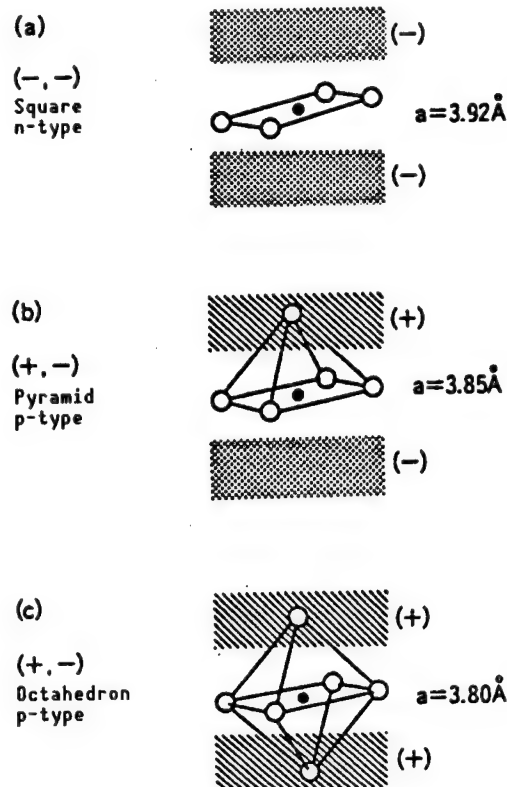 (a)
(−)
(−,−)
Square
n-type
a=3.92Å
(−)
(b)
(+)
(+,−)
Pyramid
p-type
a=3.85Å
(−)
(c)
(+)
(+,−)
Octahedron
p-type
a=3.80Å
(+)